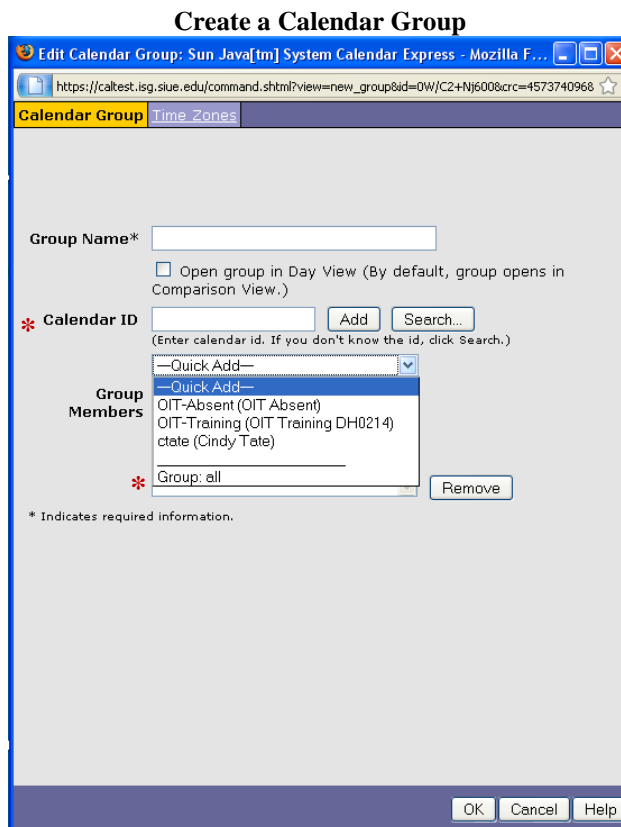 Create a Calendar Group
Edit Calendar Group: Sun Java[tm] System Calendar Express - Mozilla F...
https://caltest.isg.siue.edu/command.shtml?view=new_group&id=0W/C2+Nj600&crc=4573740968
Calendar Group Time Zones
Group Name*
Open group in Day View (By default, group opens in
Comparison View.)
* Calendar ID Add Search...
(Enter calendar id. If you don't know the id, click Search.)
—Quick Add—
—Quick Add—
OIT-Absent (OIT Absent)
Group
Members
OIT-Training (OIT Training DH0214)
ctate (Cindy Tate)
Group: all
* Remove
* Indicates required information.
OK Cancel Help